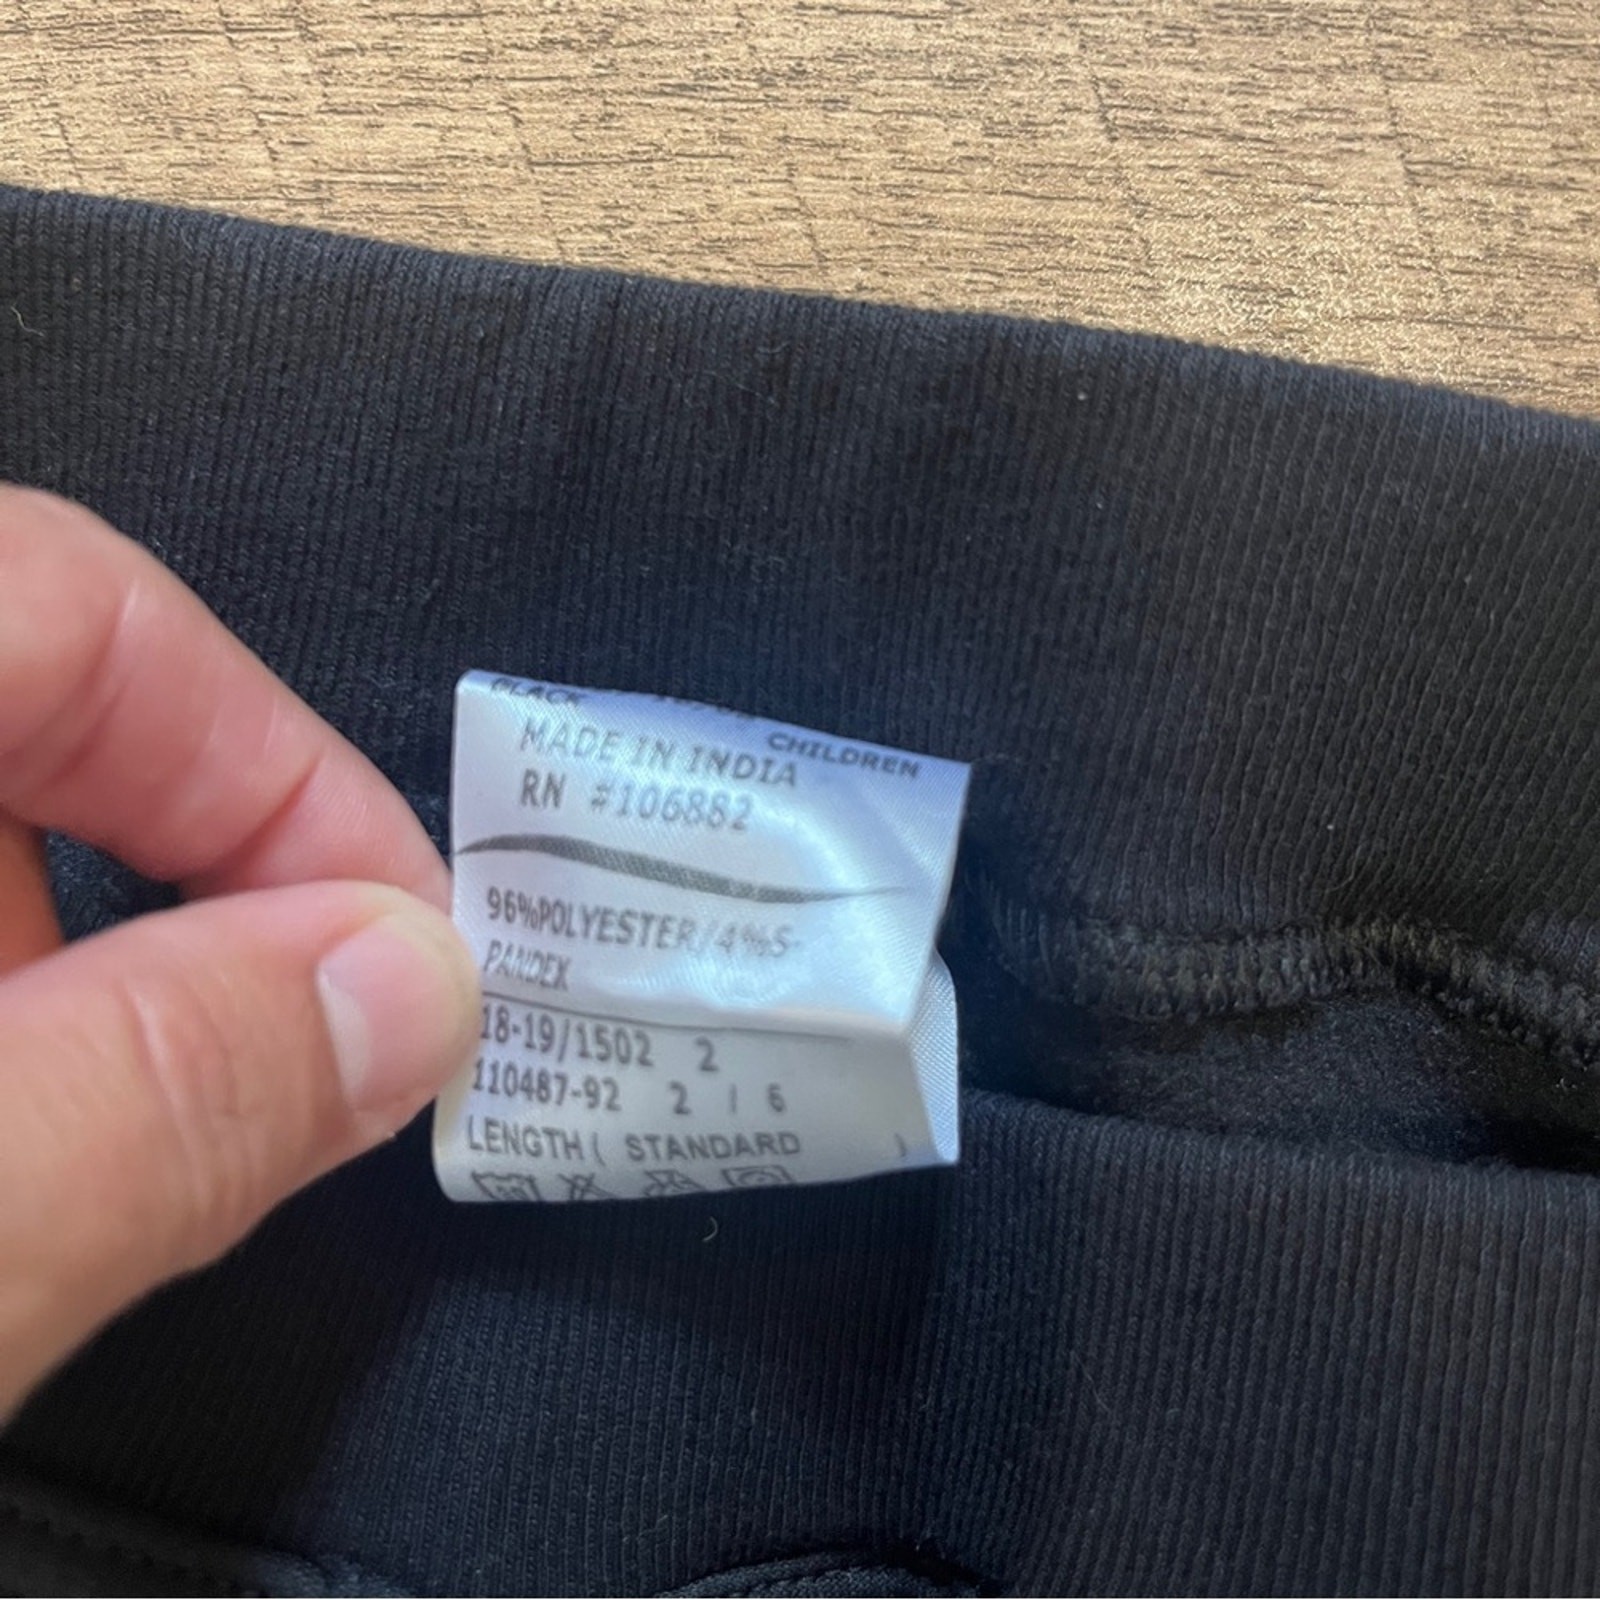 BLACK
CHILDREN
MADE IN INDIA
RN #106882
96%POLYESTER/4%S-
PANDEX
18-19/1502 2
110487-92 2 / 6
LENGTH ( STANDARD )